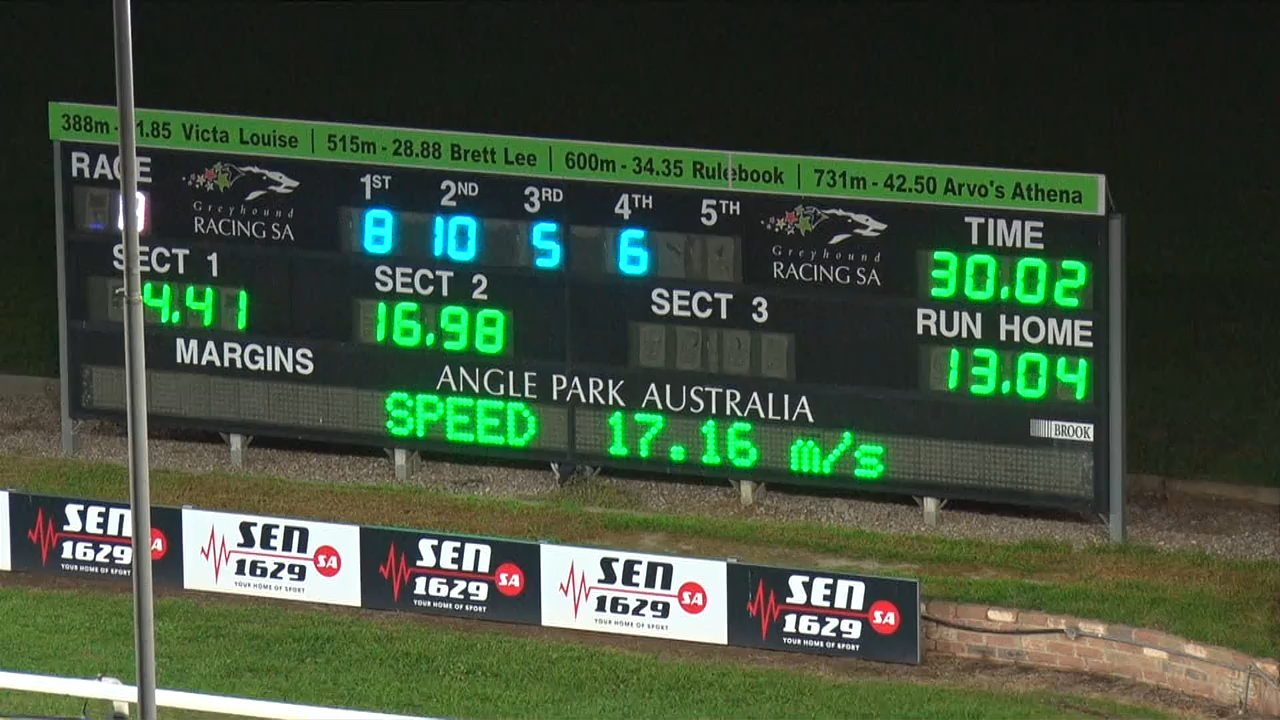 388m - 1.85 Victa Louise | 515m - 28.88 Brett Lee | 600m - 34.35 Rulebook | 731m - 42.50 Arvo's Athena
RACE
Greyhound
RACING SA
1ST 2ND 3RD 4TH 5TH
8 10 5 6
Greyhound
RACING SA
TIME
30.02
SECT 1
4.41
SECT 2
16.98
SECT 3
RUN HOME
13.04
MARGINS
ANGLE PARK AUSTRALIA
SPEED 17.16 m/s
BROOK
SEN
1629 SA
YOUR HOME OF SPORT
SEN
1629 SA
YOUR HOME OF SPORT
SEN
1629 SA
YOUR HOME OF SPORT
SEN
1629 SA
YOUR HOME OF SPORT
SEN
1629 SA
YOUR HOME OF SPORT